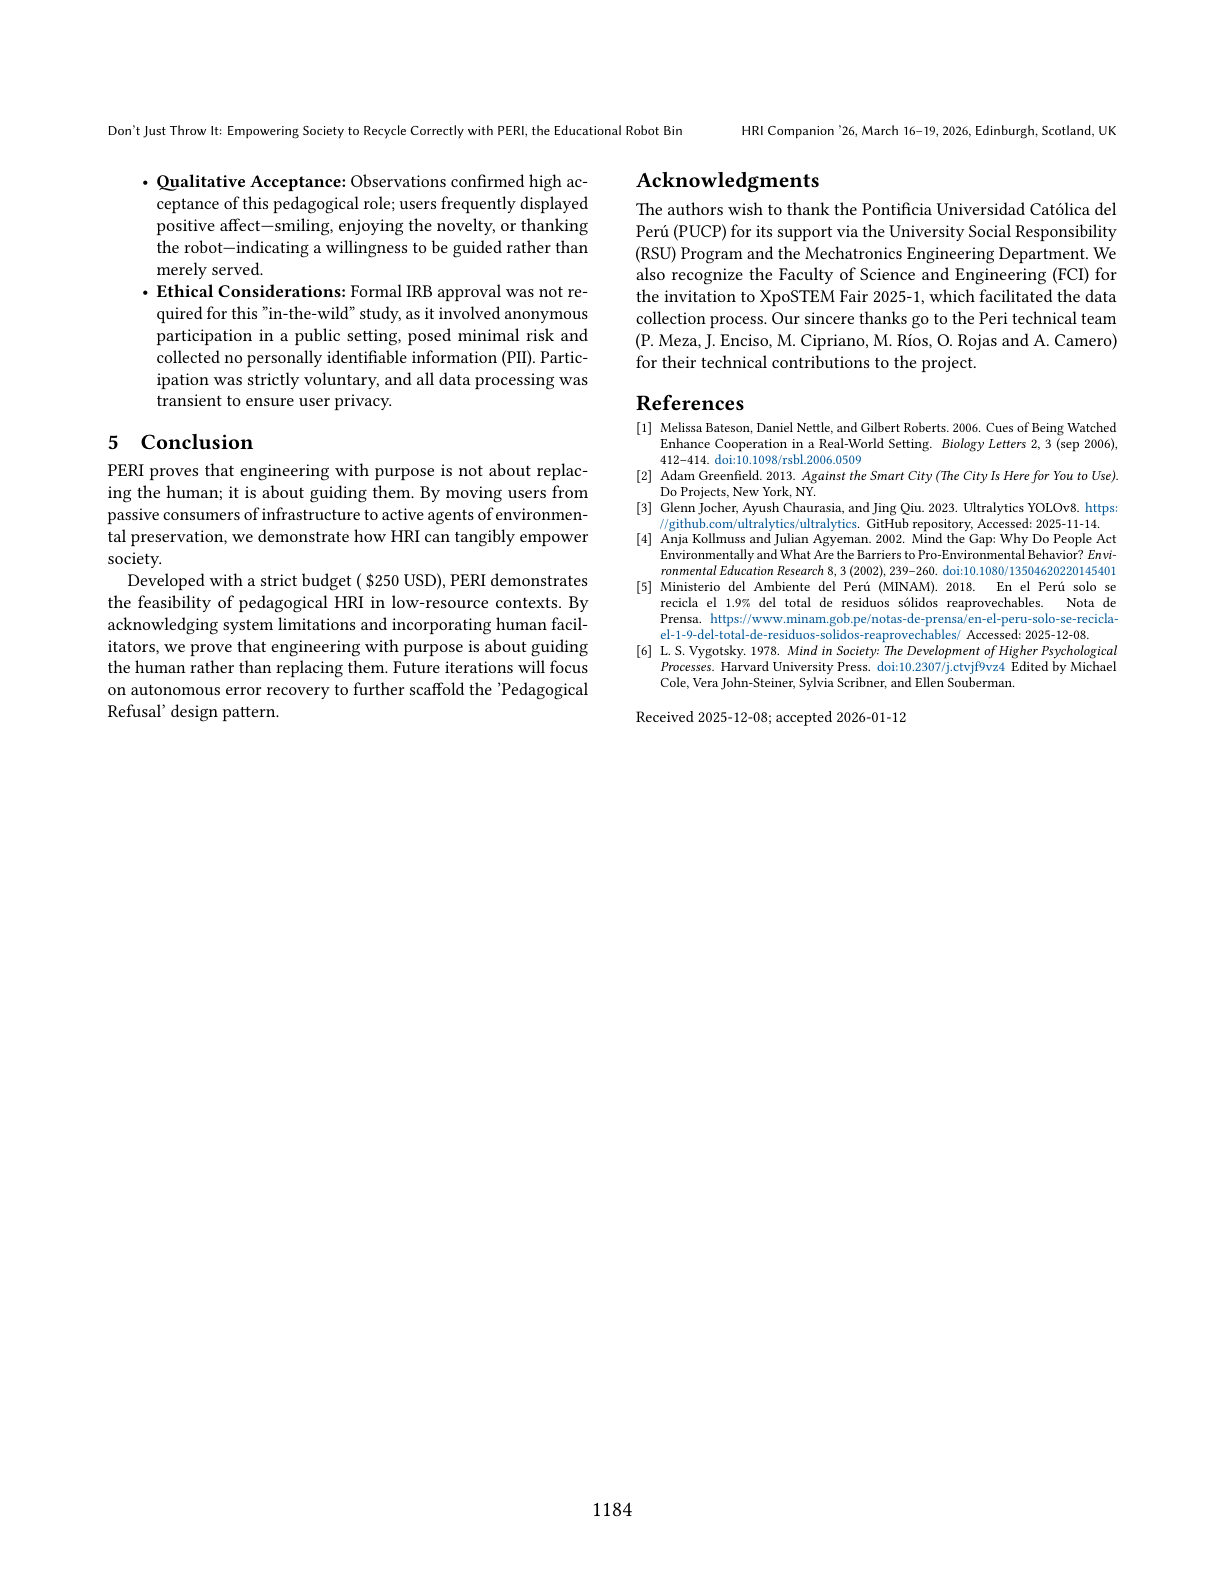 Don't Just Throw It: Empowering Society to Recycle Correctly with PERI, the Educational Robot Bin
HRI Companion '26, March 16–19, 2026, Edinburgh, Scotland, UK
• Qualitative Acceptance: Observations confirmed high ac-
ceptance of this pedagogical role; users frequently displayed
positive affect—smiling, enjoying the novelty, or thanking
the robot—indicating a willingness to be guided rather than
merely served.
• Ethical Considerations: Formal IRB approval was not re-
quired for this "in-the-wild" study, as it involved anonymous
participation in a public setting, posed minimal risk and
collected no personally identifiable information (PII). Partic-
ipation was strictly voluntary, and all data processing was
transient to ensure user privacy.
5 Conclusion
PERI proves that engineering with purpose is not about replac-
ing the human; it is about guiding them. By moving users from
passive consumers of infrastructure to active agents of environmen-
tal preservation, we demonstrate how HRI can tangibly empower
society.
Developed with a strict budget ( $250 USD), PERI demonstrates
the feasibility of pedagogical HRI in low-resource contexts. By
acknowledging system limitations and incorporating human facil-
itators, we prove that engineering with purpose is about guiding
the human rather than replacing them. Future iterations will focus
on autonomous error recovery to further scaffold the 'Pedagogical
Refusal' design pattern.
Acknowledgments
The authors wish to thank the Pontificia Universidad Católica del
Perú (PUCP) for its support via the University Social Responsibility
(RSU) Program and the Mechatronics Engineering Department. We
also recognize the Faculty of Science and Engineering (FCI) for
the invitation to XpoSTEM Fair 2025-1, which facilitated the data
collection process. Our sincere thanks go to the Peri technical team
(P. Meza, J. Enciso, M. Cipriano, M. Ríos, O. Rojas and A. Camero)
for their technical contributions to the project.
References
[1] Melissa Bateson, Daniel Nettle, and Gilbert Roberts. 2006. Cues of Being Watched
Enhance Cooperation in a Real-World Setting. Biology Letters 2, 3 (sep 2006),
412–414. doi:10.1098/rsbl.2006.0509
[2] Adam Greenfield. 2013. Against the Smart City (The City Is Here for You to Use).
Do Projects, New York, NY.
[3] Glenn Jocher, Ayush Chaurasia, and Jing Qiu. 2023. Ultralytics YOLOv8. https:
//github.com/ultralytics/ultralytics. GitHub repository, Accessed: 2025-11-14.
[4] Anja Kollmuss and Julian Agyeman. 2002. Mind the Gap: Why Do People Act
Environmentally and What Are the Barriers to Pro-Environmental Behavior? Envi-
ronmental Education Research 8, 3 (2002), 239–260. doi:10.1080/13504620220145401
[5] Ministerio del Ambiente del Perú (MINAM). 2018. En el Perú solo se
recicla el 1.9% del total de residuos sólidos reaprovechables. Nota de
Prensa. https://www.minam.gob.pe/notas-de-prensa/en-el-peru-solo-se-recicla-
el-1-9-del-total-de-residuos-solidos-reaprovechables/ Accessed: 2025-12-08.
[6] L. S. Vygotsky. 1978. Mind in Society: The Development of Higher Psychological
Processes. Harvard University Press. doi:10.2307/j.ctvjf9vz4 Edited by Michael
Cole, Vera John-Steiner, Sylvia Scribner, and Ellen Souberman.
Received 2025-12-08; accepted 2026-01-12
1184